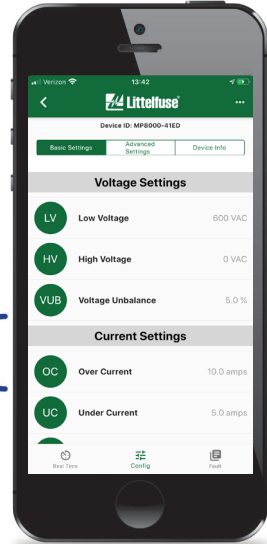 Verizon 13:42
Littelfuse®
Device ID: MP8000-41ED
Basic Settings Advanced Settings Device Info
Voltage Settings
LV Low Voltage 600 VAC
HV High Voltage 0 VAC
VUB Voltage Unbalance 5.0 %
Current Settings
OC Over Current 10.0 amps
UC Under Current 5.0 amps
Real Time Config Fault